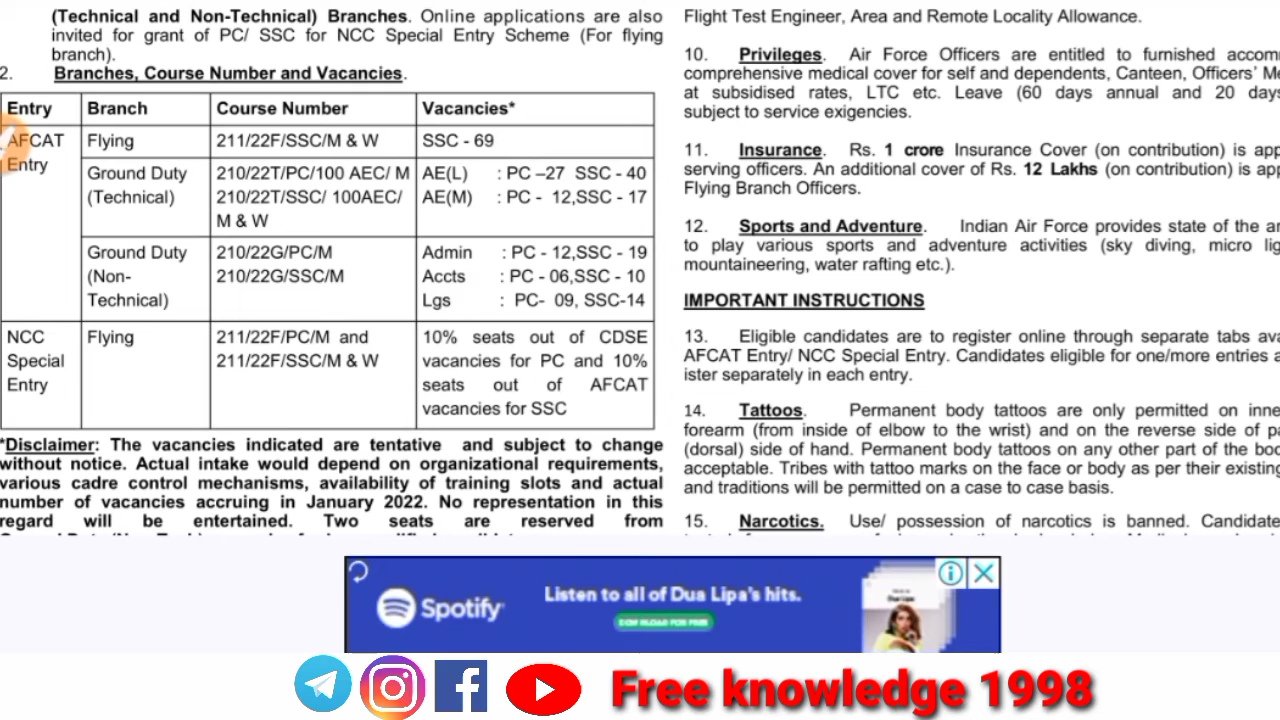 (Technical and Non-Technical) Branches. Online applications are also
invited for grant of PC/ SSC for NCC Special Entry Scheme (For flying
branch).
2. Branches, Course Number and Vacancies.
Entry Branch Course Number Vacancies*
AFCAT Flying 211/22F/SSC/M & W SSC - 69
Entry
Ground Duty 210/22T/PC/100 AEC/ M AE(L) : PC –27 SSC - 40
(Technical) 210/22T/SSC/ 100AEC/ AE(M) : PC - 12,SSC - 17
M & W
Ground Duty 210/22G/PC/M Admin : PC - 12,SSC - 19
(Non- 210/22G/SSC/M Accts : PC - 06,SSC - 10
Technical) Lgs : PC- 09, SSC-14
NCC Flying 211/22F/PC/M and 10% seats out of CDSE
Special 211/22F/SSC/M & W vacancies for PC and 10%
Entry seats out of AFCAT
vacancies for SSC
*Disclaimer: The vacancies indicated are tentative and subject to change
without notice. Actual intake would depend on organizational requirements,
various cadre control mechanisms, availability of training slots and actual
number of vacancies accruing in January 2022. No representation in this
regard will be entertained. Two seats are reserved from
Flight Test Engineer, Area and Remote Locality Allowance.
10. Privileges. Air Force Officers are entitled to furnished accom
comprehensive medical cover for self and dependents, Canteen, Officers' Me
at subsidised rates, LTC etc. Leave (60 days annual and 20 days
subject to service exigencies.
11. Insurance. Rs. 1 crore Insurance Cover (on contribution) is app
serving officers. An additional cover of Rs. 12 Lakhs (on contribution) is app
Flying Branch Officers.
12. Sports and Adventure. Indian Air Force provides state of the ar
to play various sports and adventure activities (sky diving, micro lig
mountaineering, water rafting etc.).
IMPORTANT INSTRUCTIONS
13. Eligible candidates are to register online through separate tabs ava
AFCAT Entry/ NCC Special Entry. Candidates eligible for one/more entries a
ister separately in each entry.
14. Tattoos. Permanent body tattoos are only permitted on inne
forearm (from inside of elbow to the wrist) and on the reverse side of pa
(dorsal) side of hand. Permanent body tattoos on any other part of the bod
acceptable. Tribes with tattoo marks on the face or body as per their existing
and traditions will be permitted on a case to case basis.
15. Narcotics. Use/ possession of narcotics is banned. Candidate
Spotify
Listen to all of Dua Lipa's hits.
DOWNLOAD FOR FREE
Dua Lipa
Free knowledge 1998